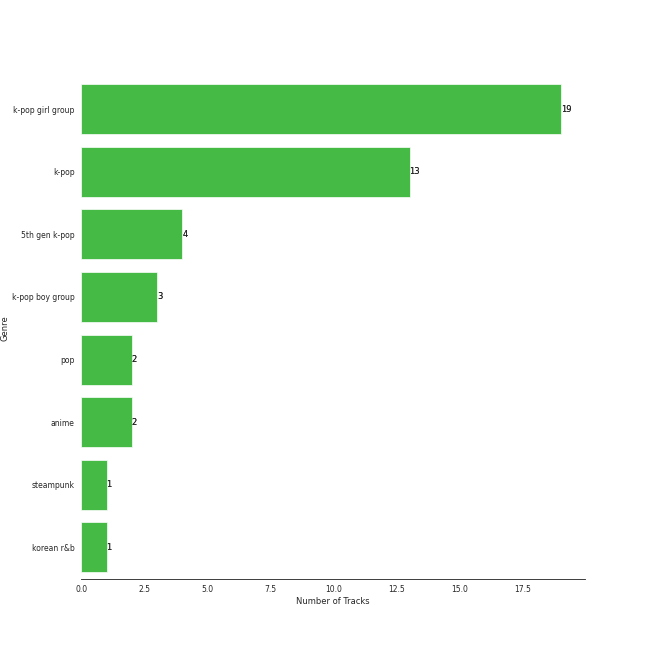 k-pop girl group 19
k-pop 13
5th gen k-pop 4
k-pop boy group 3
Genre
pop 2
anime 2
steampunk 1
korean r&b 1
0.0 2.5 5.0 7.5 10.0 12.5 15.0 17.5
Number of Tracks